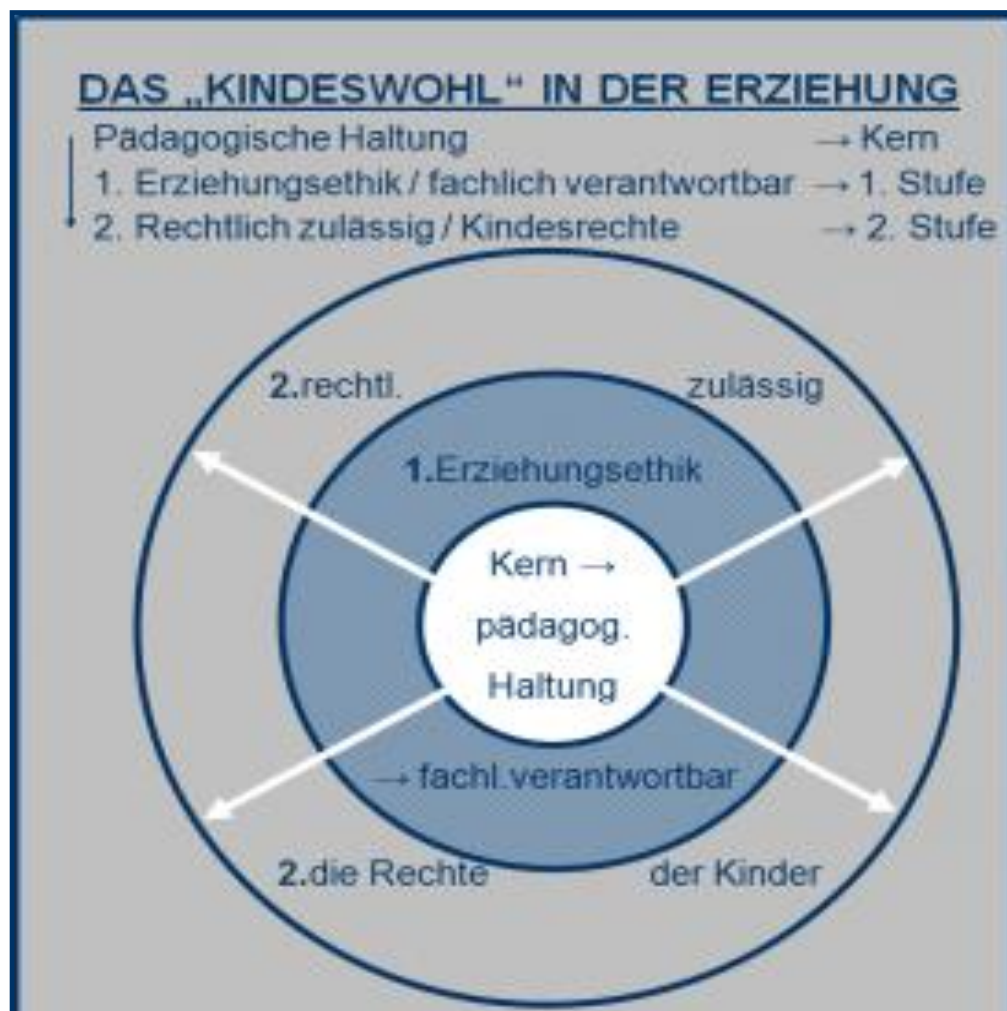 DAS „KINDESWOHL“ IN DER ERZIEHUNG
Pädagogische Haltung → Kern
1. Erziehungsethik / fachlich verantwortbar → 1. Stufe
2. Rechtlich zulässig / Kindesrechte → 2. Stufe
2.rechtl. zulässig
1.Erziehungsethik
Kern →
pädagog.
Haltung
→ fachl.verantwortbar
2.die Rechte der Kinder